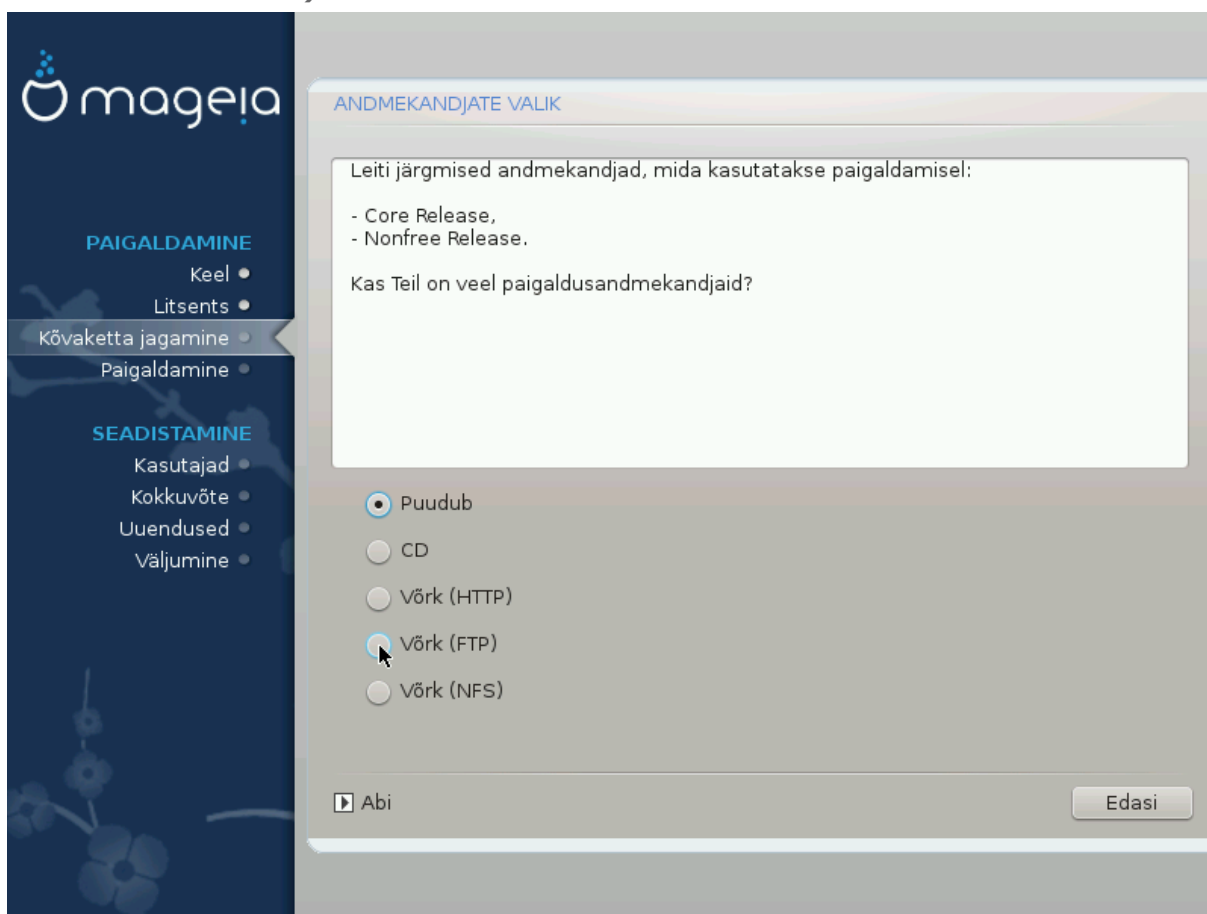 mageia
PAIGALDAMINE
Keel
Litsents
Kõvaketta jagamine
Paigaldamine
SEADISTAMINE
Kasutajad
Kokkuvõte
Uuendused
Väljumine
ANDMEKANDJATE VALIK
Leiti järgmised andmekandjad, mida kasutatakse paigaldamisel:
- Core Release,
- Nonfree Release.
Kas Teil on veel paigaldusandmekandjaid?
Puudub
CD
Võrk (HTTP)
Võrk (FTP)
Võrk (NFS)
Abi
Edasi